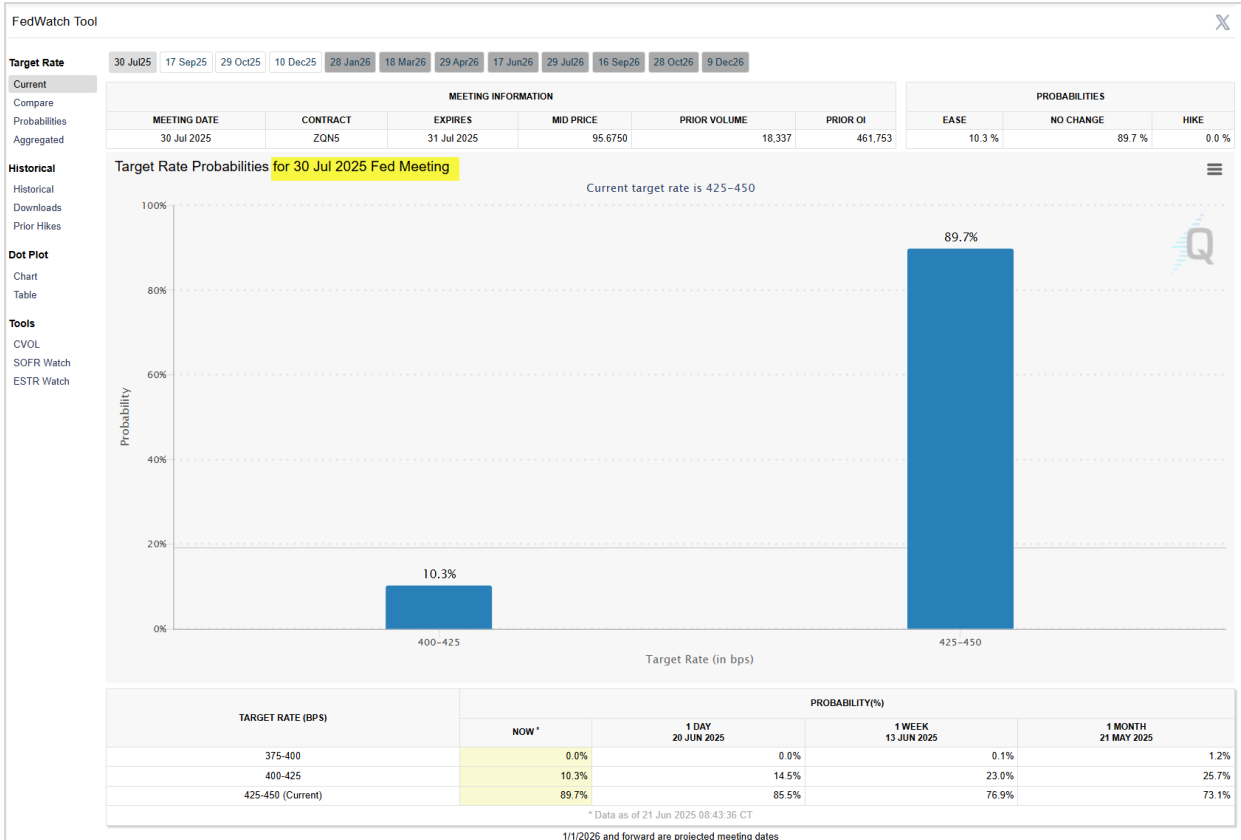 FedWatch Tool
Target Rate
Current
Compare
Probabilities
Aggregated
Historical
Historical
Downloads
Prior Hikes
Dot Plot
Chart
Table
Tools
CVOL
SOFR Watch
ESTR Watch
30 Jul25 17 Sep25 29 Oct25 10 Dec25 28 Jan26 18 Mar26 29 Apr26 17 Jun26 29 Jul26 16 Sep26 28 Oct26 9 Dec26
MEETING INFORMATION
MEETING DATE CONTRACT EXPIRES MID PRICE PRIOR VOLUME PRIOR OI
30 Jul 2025 ZQN5 31 Jul 2025 95.6750 18,337 461,753
PROBABILITIES
EASE NO CHANGE HIKE
10.3 % 89.7 % 0.0 %
Target Rate Probabilities for 30 Jul 2025 Fed Meeting
Current target rate is 425-450
100%
80%
60%
40%
20%
0%
Probability
10.3%
89.7%
Q
400-425 425-450
Target Rate (in bps)
TARGET RATE (BPS) PROBABILITY(%)
NOW * 1 DAY 1 WEEK 1 MONTH
20 JUN 2025 13 JUN 2025 21 MAY 2025
375-400 0.0% 0.0% 0.1% 1.2%
400-425 10.3% 14.5% 23.0% 25.7%
425-450 (Current) 89.7% 85.5% 76.9% 73.1%
* Data as of 21 Jun 2025 08:43:36 CT
1/1/2026 and forward are projected meeting dates